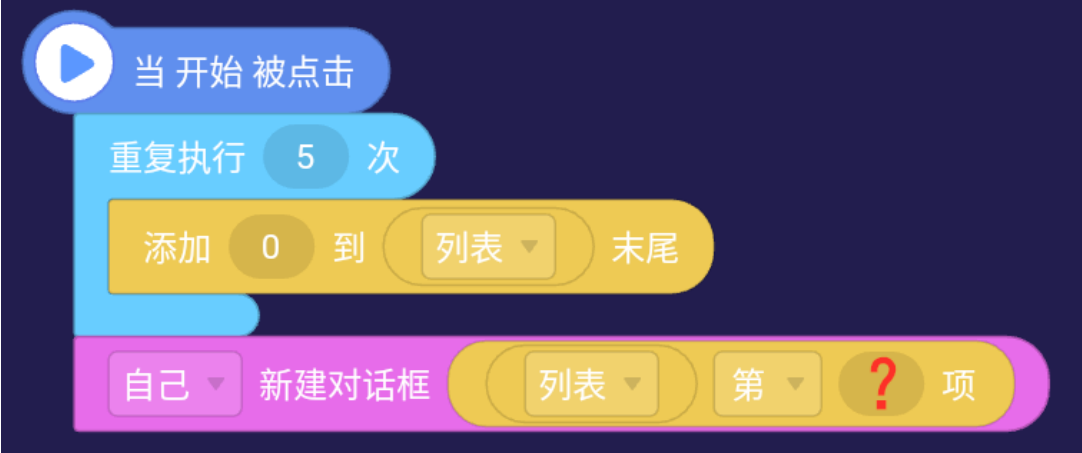 当 开始 被点击
重复执行 5 次
添加 0 到 列表 末尾
自己 新建对话框 列表 第 ❓ 项